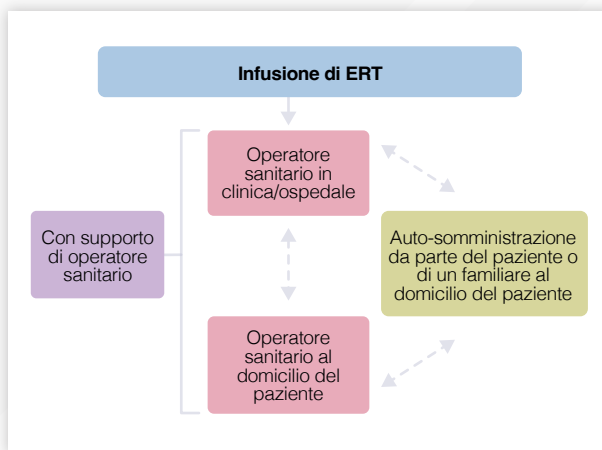 Infusione di ERT
Operatore
sanitario in
clinica/ospedale
Con supporto
di operatore
sanitario
Auto-somministrazione
da parte del paziente o
di un familiare al
domicilio del paziente
Operatore
sanitario al
domicilio del
paziente